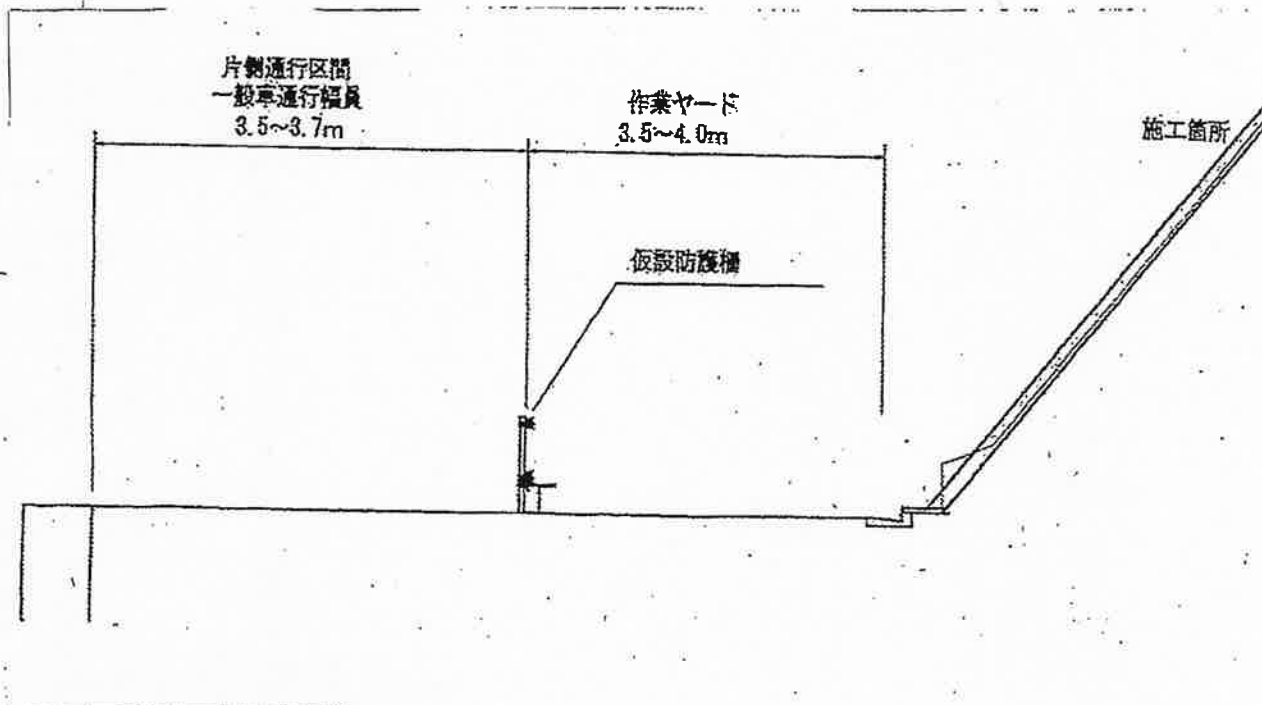 片側通行区間
一般車通行幅員
3.5~3.7m
作業ヤード
3.5~4.0m
施工箇所
仮設防護柵